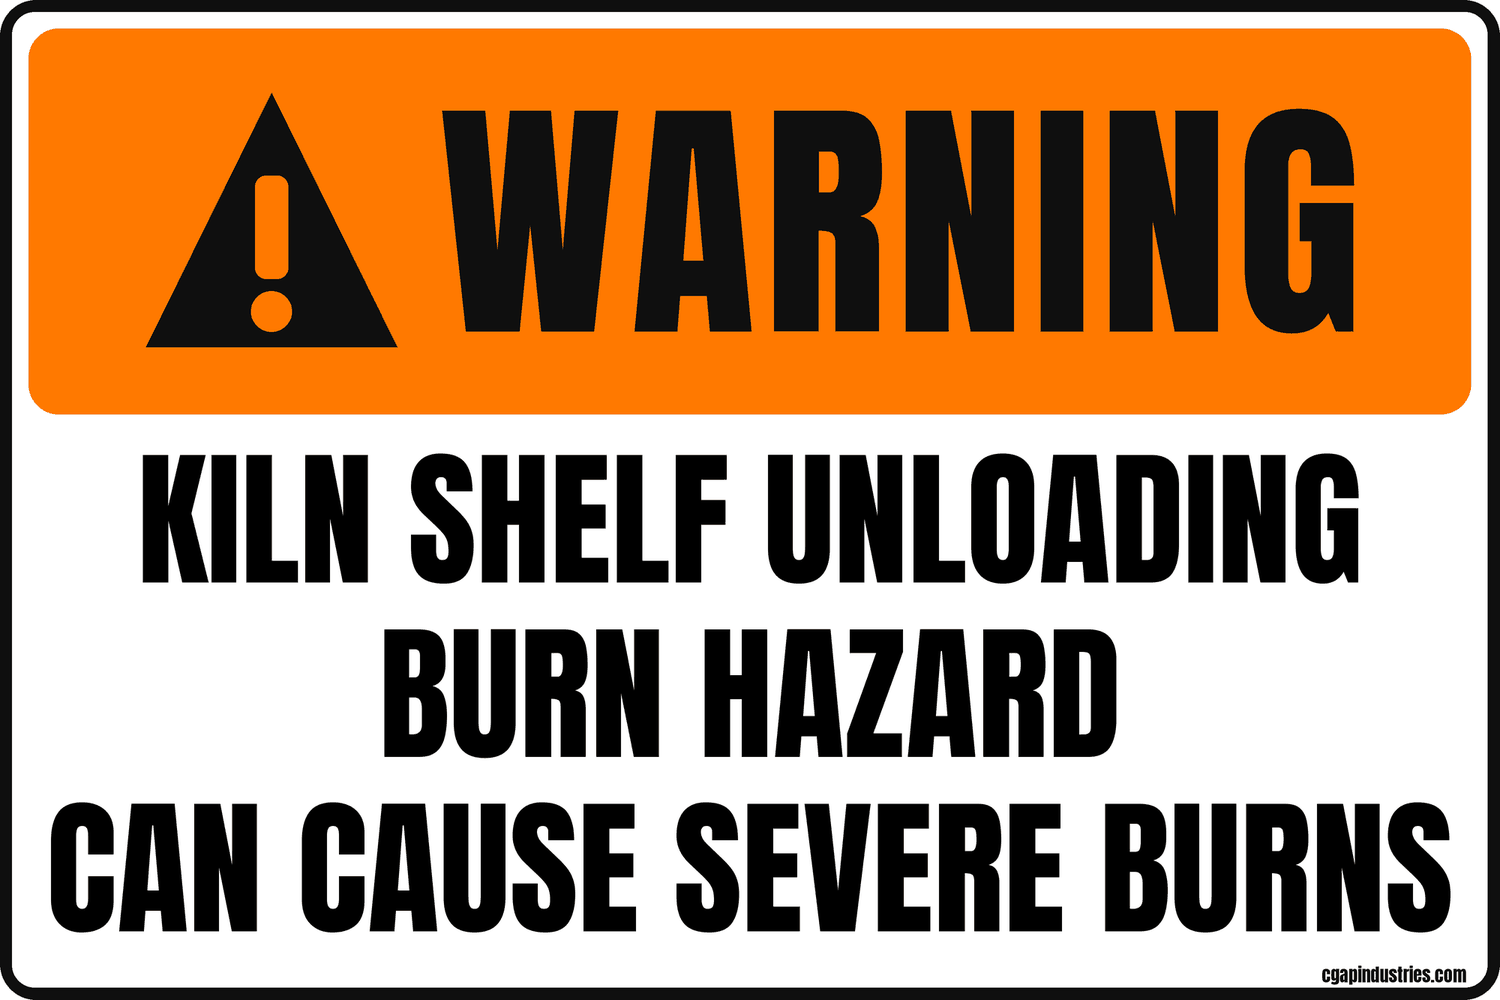 WARNING
KILN SHELF UNLOADING
BURN HAZARD
CAN CAUSE SEVERE BURNS
cgapindustries.com